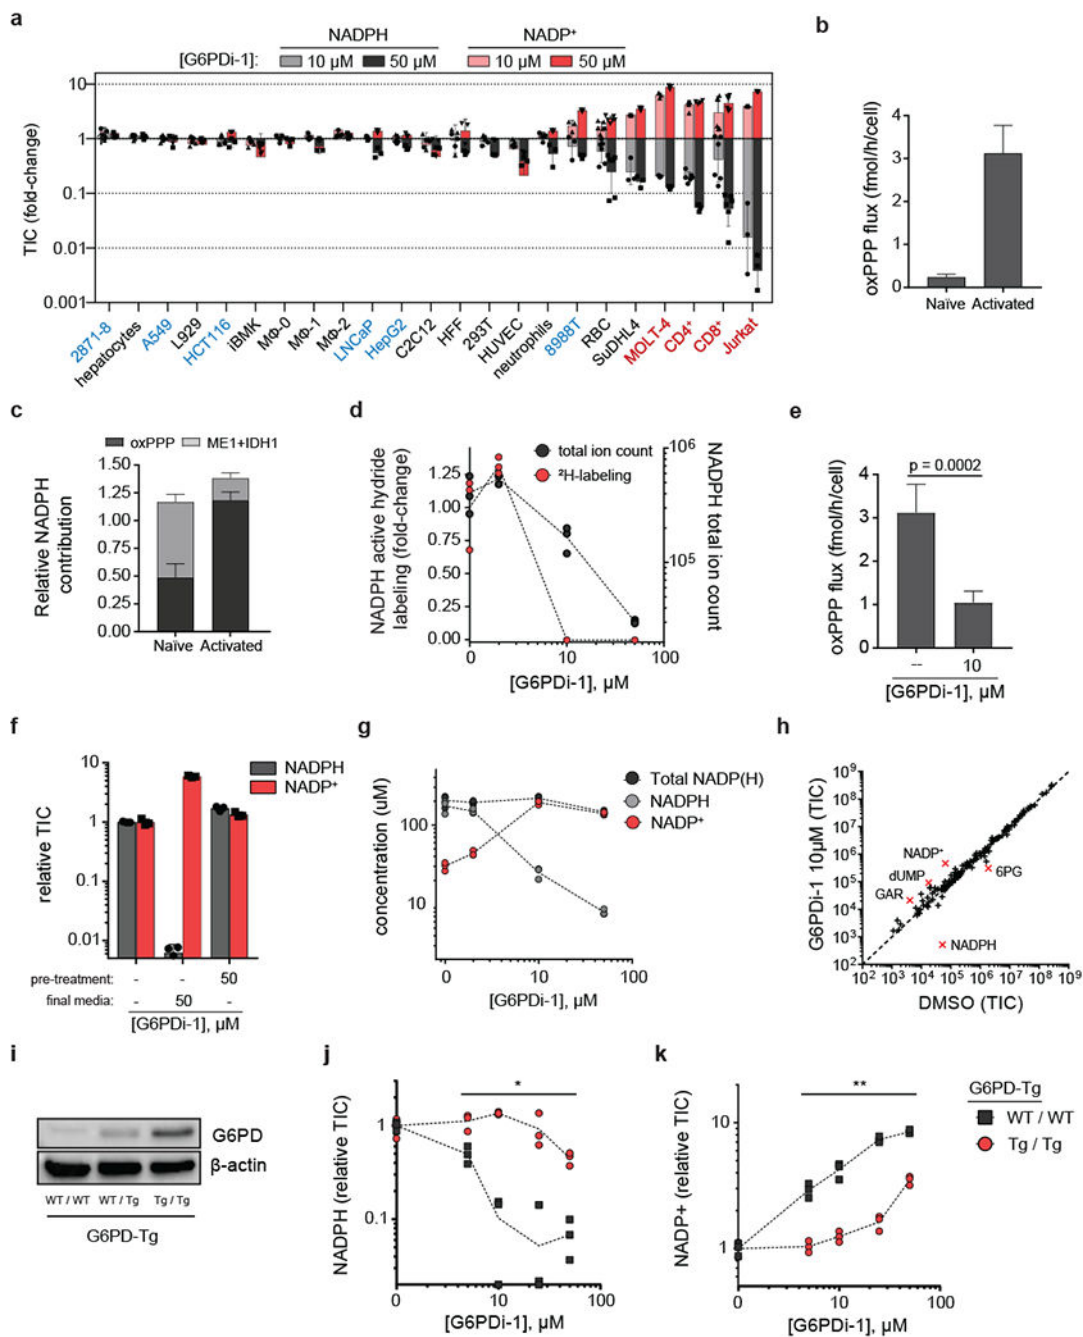 a
NADPH
NADP⁺
[G6PDi-1]:
10 µM
50 µM
10 µM
50 µM
10
1
0.1
0.01
0.001
TIC (fold-change)
2871-8
hepatocytes
A549
L929
HCT116
iBMK
MΦ-0
MΦ-1
MΦ-2
LNCaP
HepG2
C2C12
HFF
293T
HUVEC
neutrophils
8988T
RBC
SuDHL4
MOLT-4
CD4⁺
CD8⁺
Jurkat
b
4
3
2
1
0
oxPPP flux (fmol/h/cell)
Naïve Activated
c
oxPPP
ME1+IDH1
1.50
1.25
1.00
0.75
0.50
0.25
0.00
Relative NADPH
contribution
Naïve Activated
d
total ion count
²H-labeling
NADPH active hydride
labeling (fold-change)
1.25
1.00
0.75
0.50
0.25
0.00
10⁶
10⁵
NADPH total ion count
0 10 100
[G6PDi-1], µM
e
p = 0.0002
4
3
2
1
0
oxPPP flux (fmol/h/cell)
-- 10
[G6PDi-1], µM
f
NADPH
NADP⁺
10
1
0.1
0.01
relative TIC
pre-treatment: - - 50
final media: - 50 -
[G6PDi-1], µM
g
Total NADP(H)
NADPH
NADP⁺
100
10
concentration (uM)
0 10 100
[G6PDi-1], µM
h
10⁹
10⁸
10⁷
10⁶
10⁵
10⁴
10³
10²
G6PDi-1 10µM (TIC)
NADP⁺
dUMP
GAR
6PG
NADPH
10² 10³ 10⁴ 10⁵ 10⁶ 10⁷ 10⁸ 10⁹
DMSO (TIC)
i
G6PD
β-actin
WT / WT WT / Tg Tg / Tg
G6PD-Tg
j
*
1
0.1
NADPH (relative TIC)
0 10 100
[G6PDi-1], µM
k
**
10
1
NADP+ (relative TIC)
0 10 100
[G6PDi-1], µM
G6PD-Tg
WT / WT
Tg / Tg